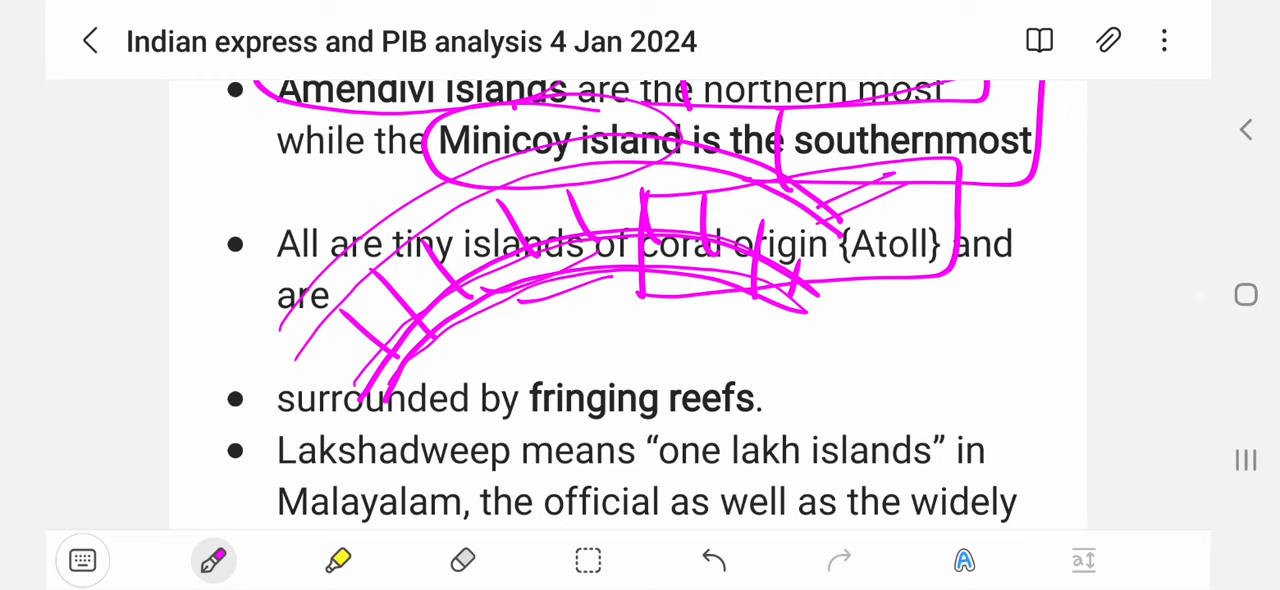 Indian express and PIB analysis 4 Jan 2024
Amendivi Islands are the northern most
while the Minicoy island is the southernmost
All are tiny islands of coral origin {Atoll} and
are
surrounded by fringing reefs.
Lakshadweep means “one lakh islands” in
Malayalam, the official as well as the widely